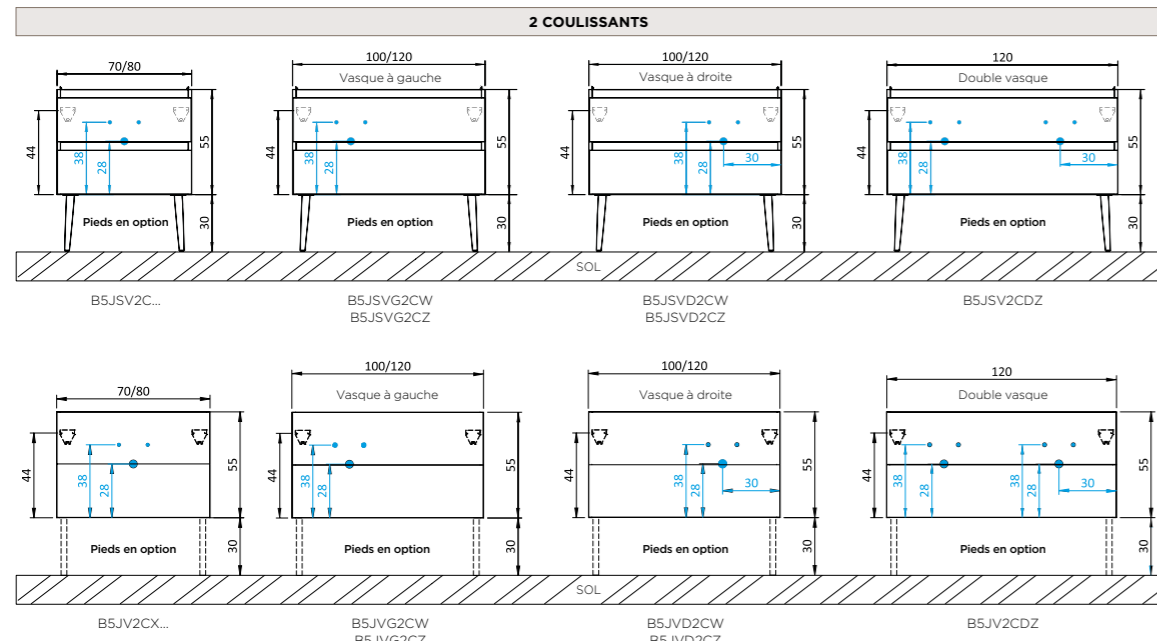 2 COULISSANTS
70/80
100/120
100/120
120
Vasque à gauche
Vasque à droite
Double vasque
44
38
28
55
44
38
28
55
44
38
28
30
55
44
38
28
30
55
Pieds en option
30
Pieds en option
30
Pieds en option
30
Pieds en option
30
SOL
B5JSV2C...
B5JSVG2CW
B5JSVD2CW
B5JSV2CDZ
B5JSVG2CZ
B5JSVD2CZ
70/80
100/120
100/120
120
Vasque à gauche
Vasque à droite
Double vasque
44
38
28
55
44
38
28
55
44
38
28
30
55
44
38
28
38
28
30
55
Pieds en option
30
Pieds en option
30
Pieds en option
30
Pieds en option
30
SOL
B5JV2CX...
B5JVG2CW
B5JVD2CW
B5JV2CDZ
B5JVG2CZ
B5JVD2CZ